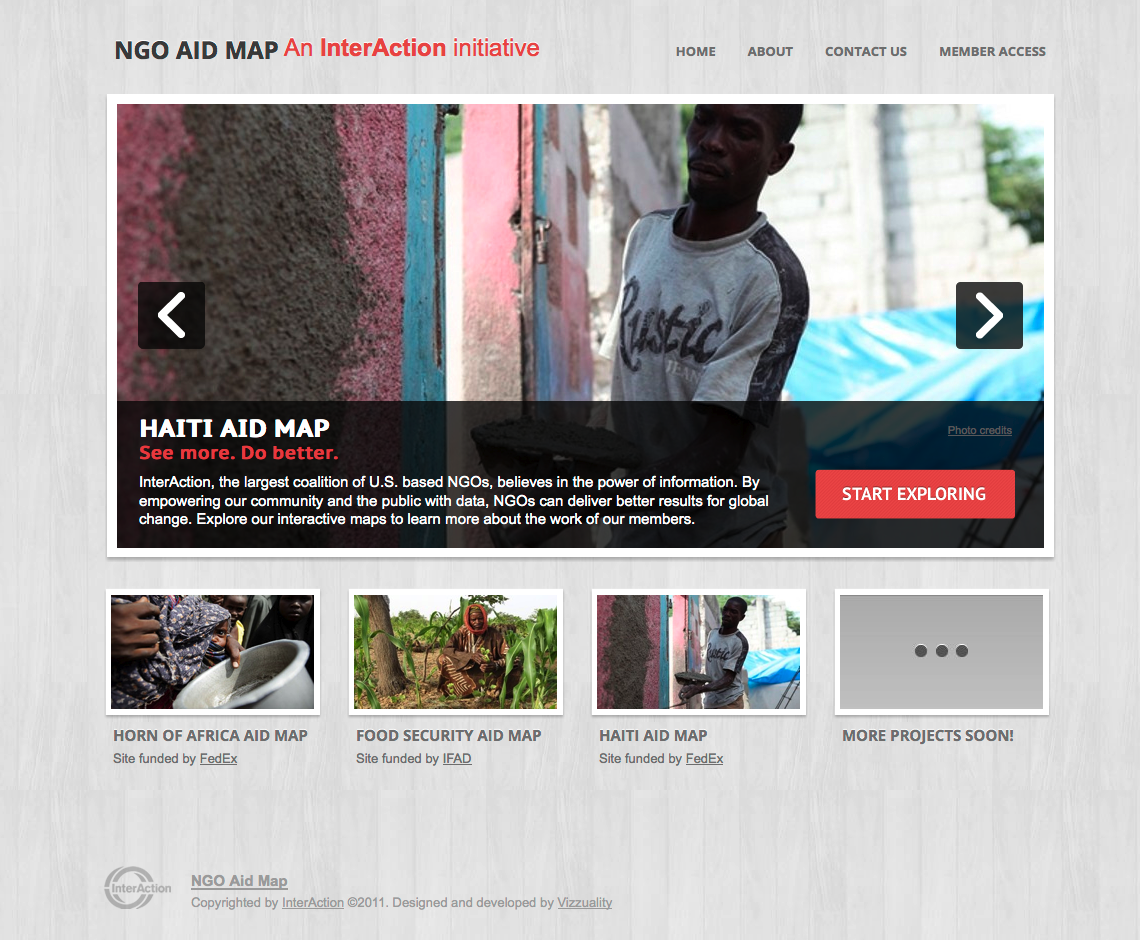 NGO AID MAP An InterAction initiative
HOME ABOUT CONTACT US MEMBER ACCESS
Rustic
JEANS
HAITI AID MAP
See more. Do better.
Photo credits
InterAction, the largest coalition of U.S. based NGOs, believes in the power of information. By
empowering our community and the public with data, NGOs can deliver better results for global
change. Explore our interactive maps to learn more about the work of our members.
START EXPLORING
Rustic
HORN OF AFRICA AID MAP
Site funded by FedEx
FOOD SECURITY AID MAP
Site funded by IFAD
HAITI AID MAP
Site funded by FedEx
MORE PROJECTS SOON!
InterAction
NGO Aid Map
Copyrighted by InterAction ©2011. Designed and developed by Vizzuality